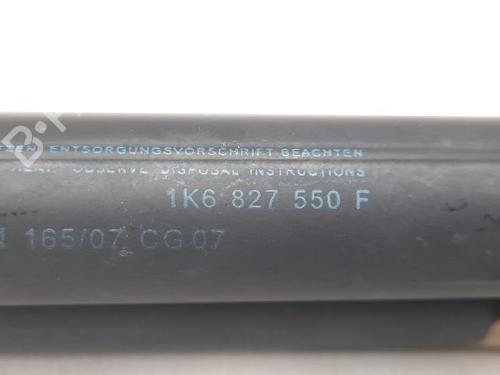 ENTSORGUNGSVORSCHRIFT BEACHTEN
OBSERVE DISPOSAL INSTRUCTIONS
1K6 827 550 F
165/07 CG 07